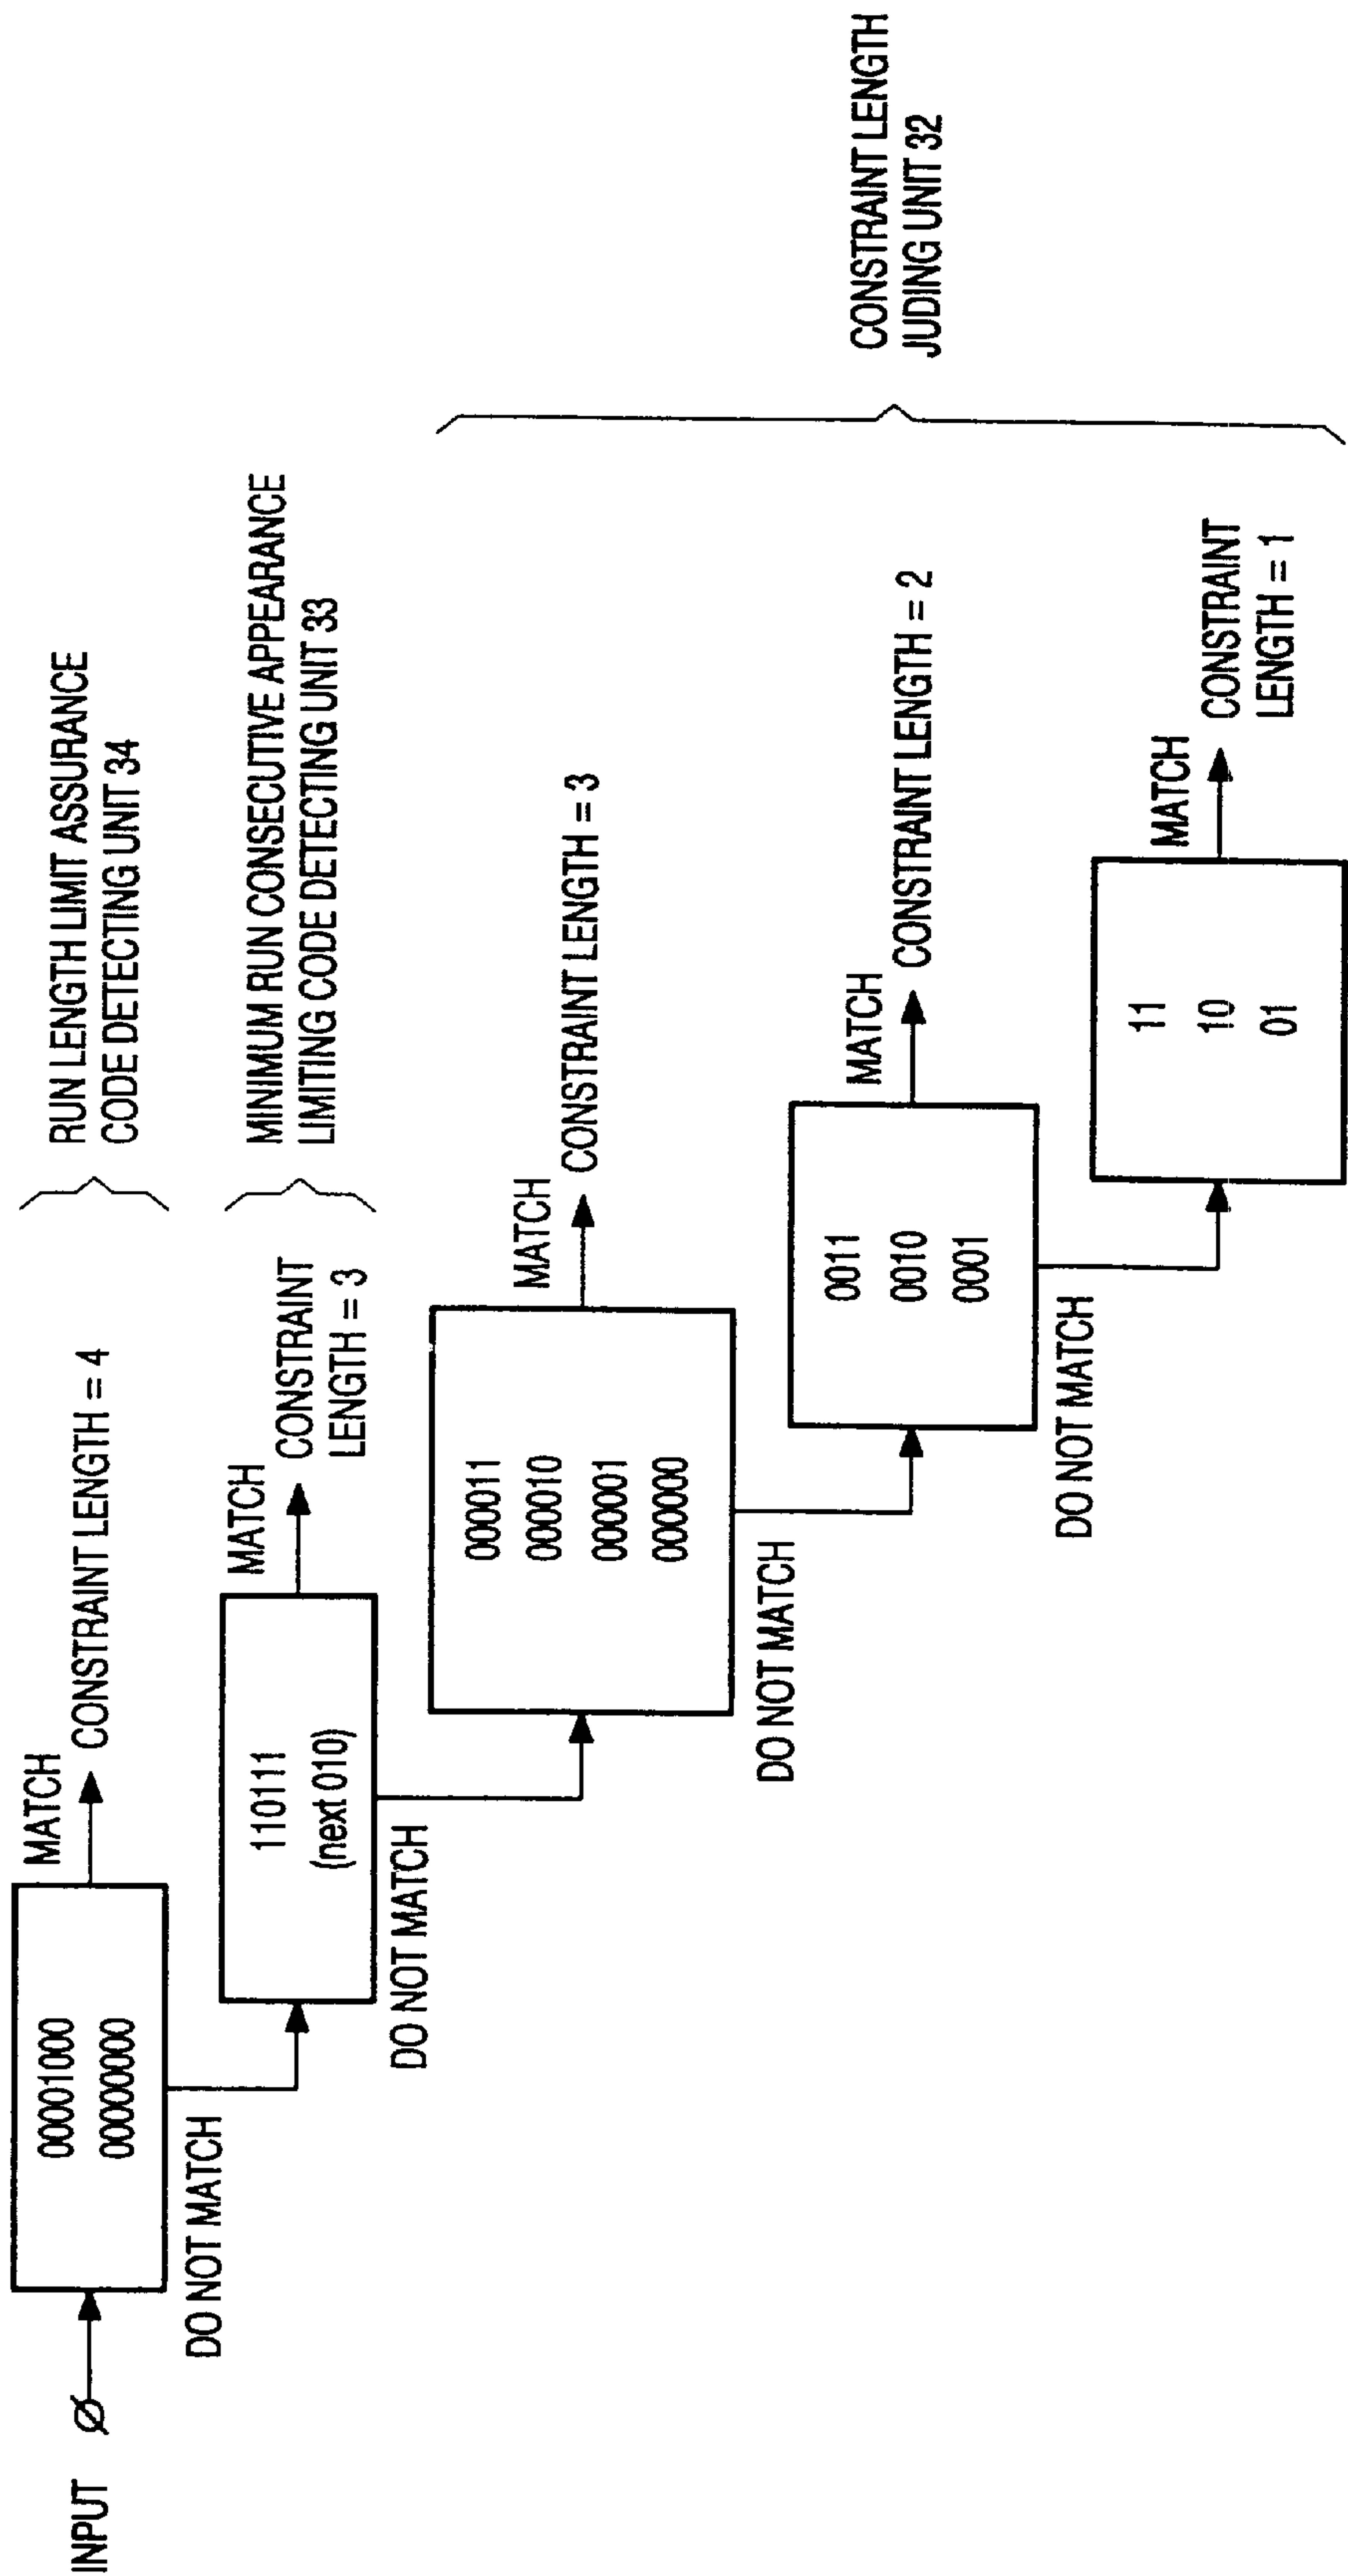 INPUT
00001000
00000000
MATCH
CONSTRAINT LENGTH = 4
RUN LENGTH LIMIT ASSURANCE
CODE DETECTING UNIT 34
DO NOT MATCH
110111
(next 010)
MATCH
CONSTRAINT
LENGTH = 3
MINIMUM RUN CONSECUTIVE APPEARANCE
LIMITING CODE DETECTING UNIT 33
DO NOT MATCH
000011
000010
000001
000000
MATCH
CONSTRAINT LENGTH = 3
DO NOT MATCH
0011
0010
0001
MATCH
CONSTRAINT LENGTH = 2
DO NOT MATCH
11
10
01
MATCH
CONSTRAINT
LENGTH = 1
CONSTRAINT LENGTH
JUDING UNIT 32